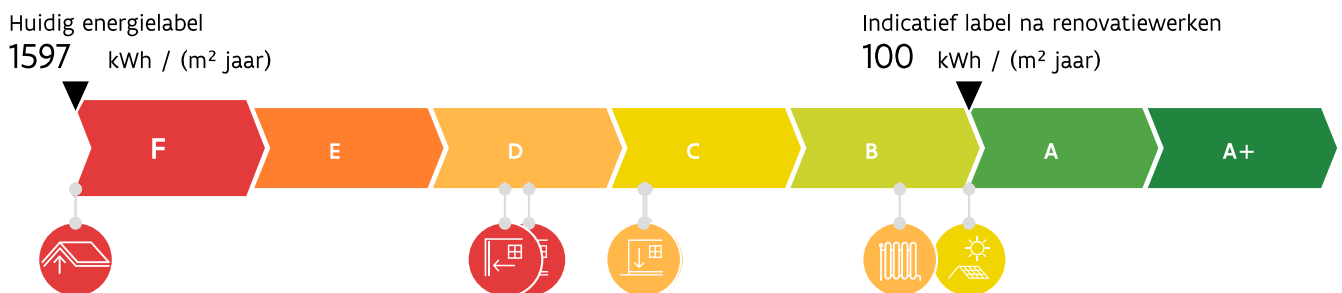 Huidig energielabel
1597 kWh / (m² jaar)
Indicatief label na renovatiewerken
100 kWh / (m² jaar)
F E D C B A A+